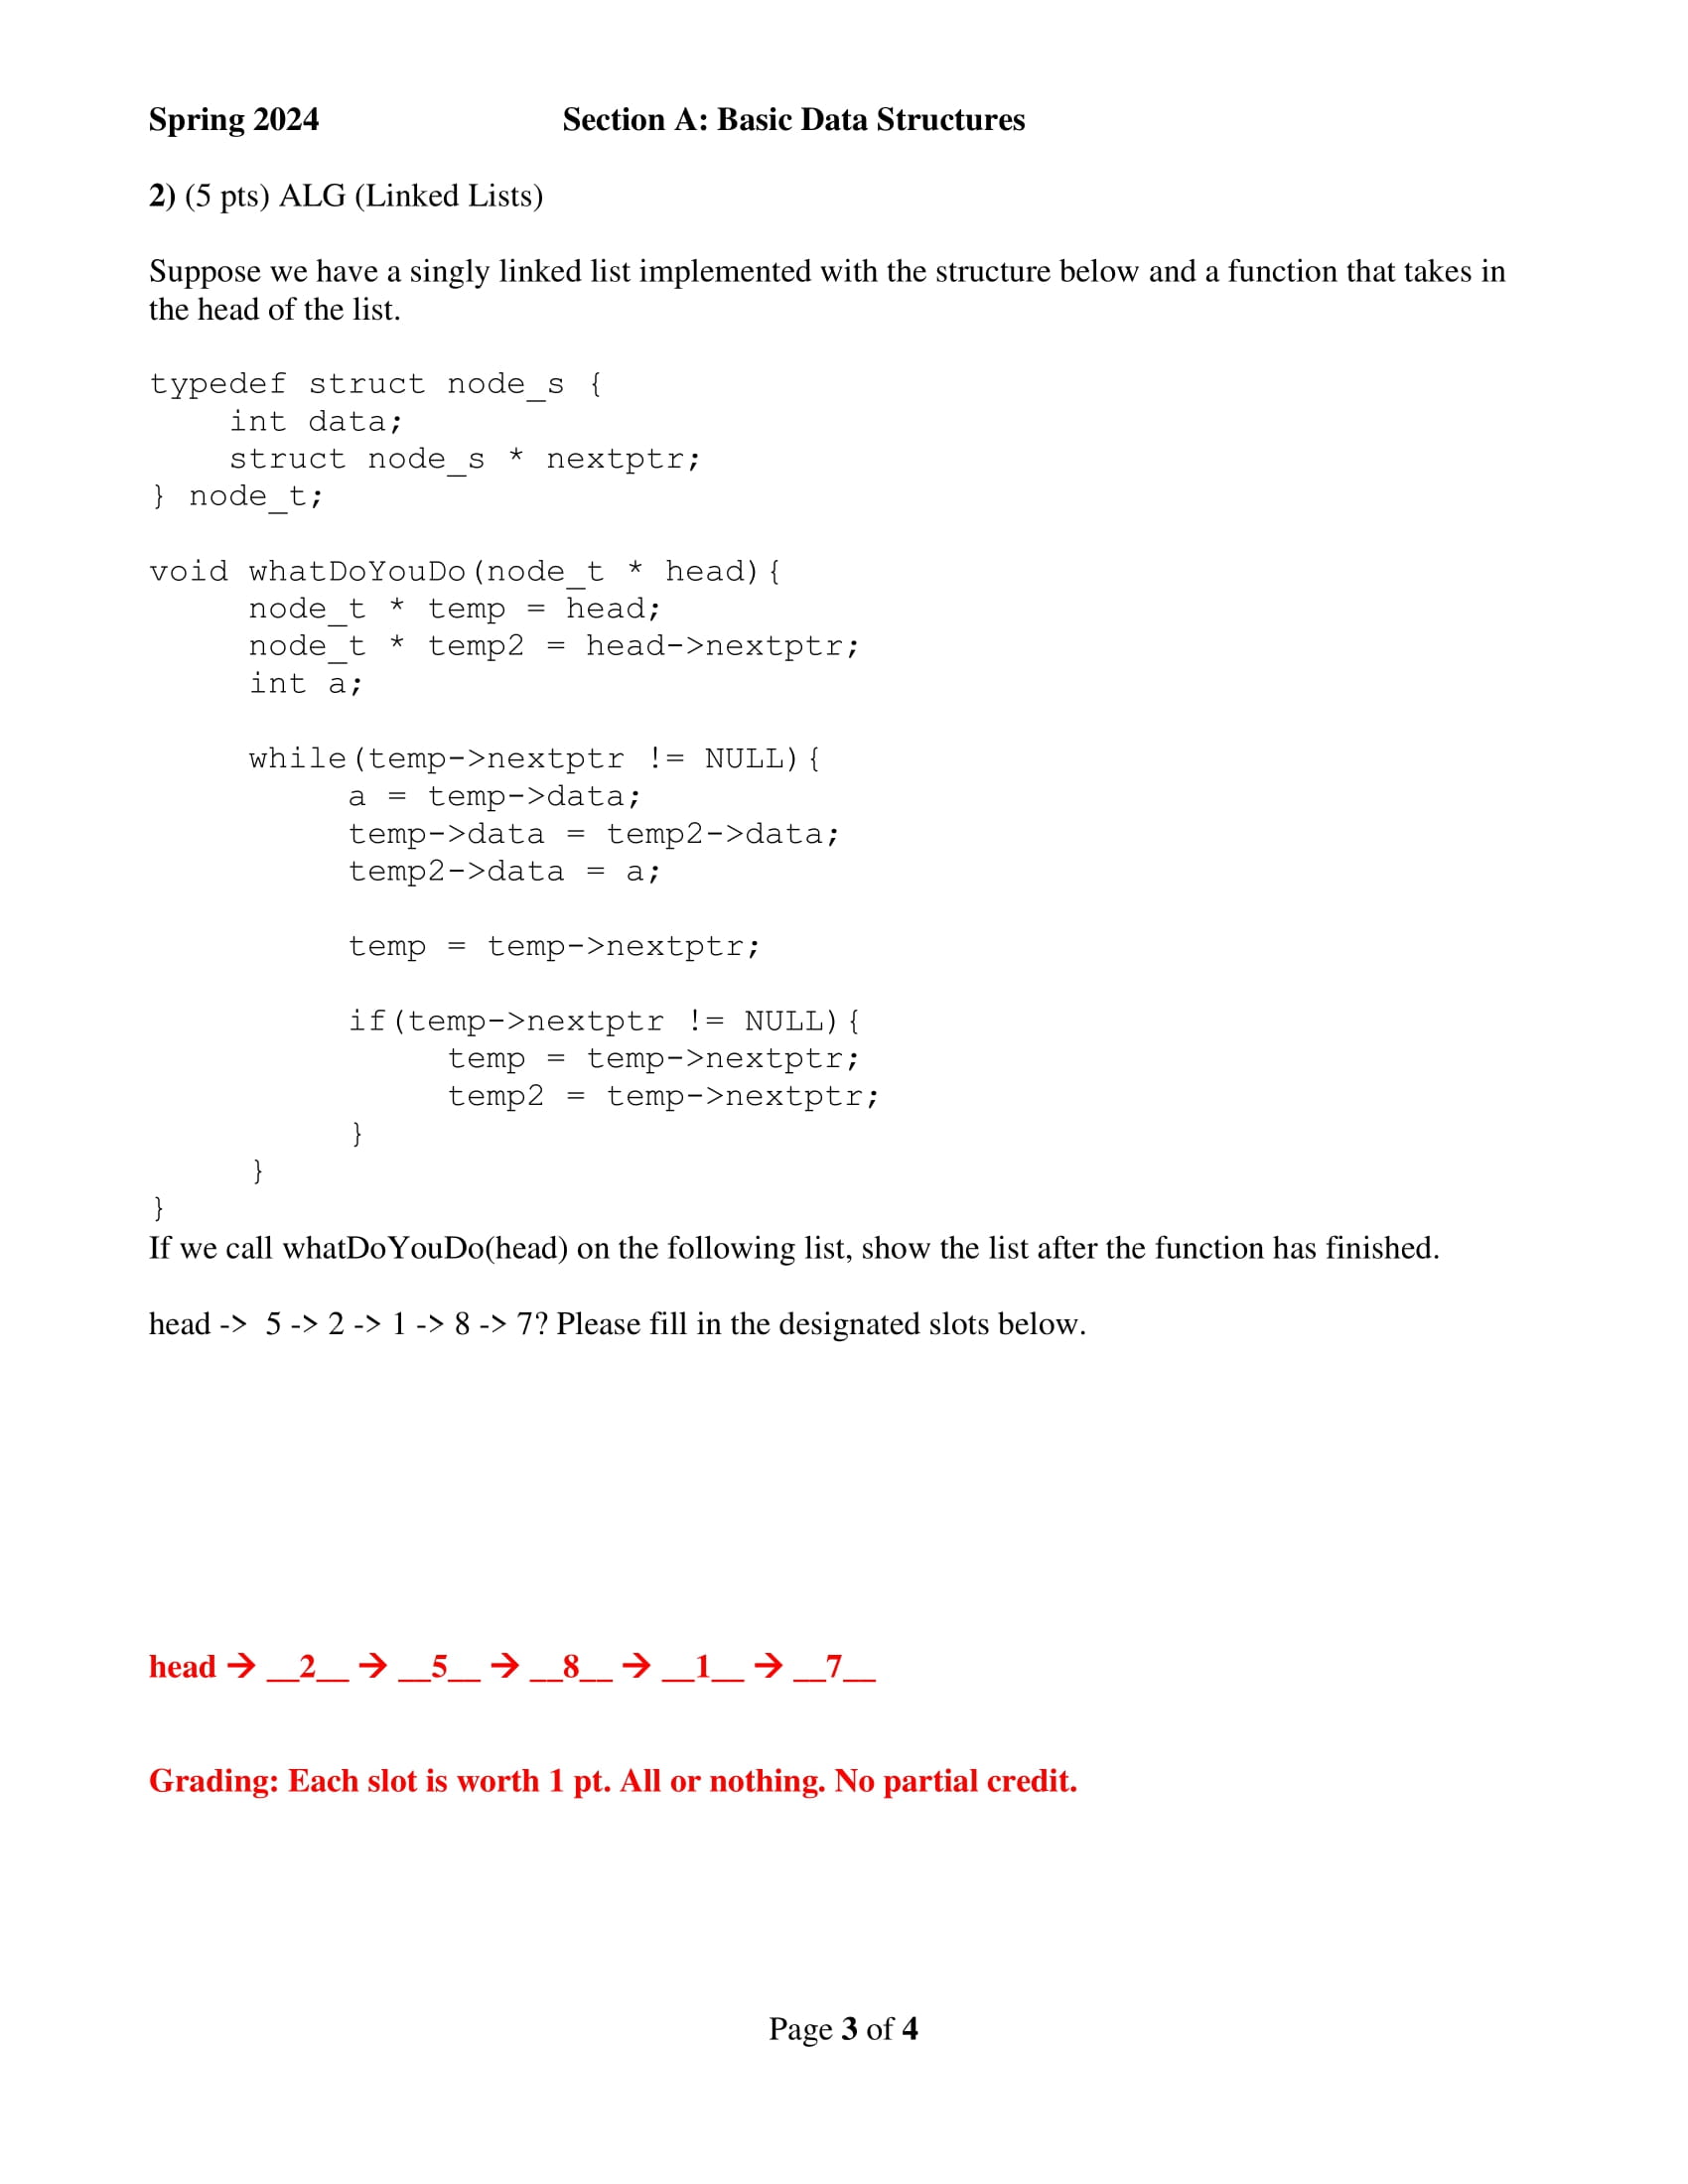 Spring 2024 Section A: Basic Data Structures
2) (5 pts) ALG (Linked Lists)
Suppose we have a singly linked list implemented with the structure below and a function that takes in
the head of the list.
typedef struct node_s {
    int data;
    struct node_s * nextptr;
} node_t;
void whatDoYouDo(node_t * head){
     node_t * temp = head;
     node_t * temp2 = head->nextptr;
     int a;
     while(temp->nextptr != NULL){
          a = temp->data;
          temp->data = temp2->data;
          temp2->data = a;
          temp = temp->nextptr;
          if(temp->nextptr != NULL){
               temp = temp->nextptr;
               temp2 = temp->nextptr;
          }
     }
}
If we call whatDoYouDo(head) on the following list, show the list after the function has finished.
head ->  5 -> 2 -> 1 -> 8 -> 7? Please fill in the designated slots below.
head → __2__ → __5__ → __8__ → __1__ → __7__
Grading: Each slot is worth 1 pt. All or nothing. No partial credit.
Page 3 of 4